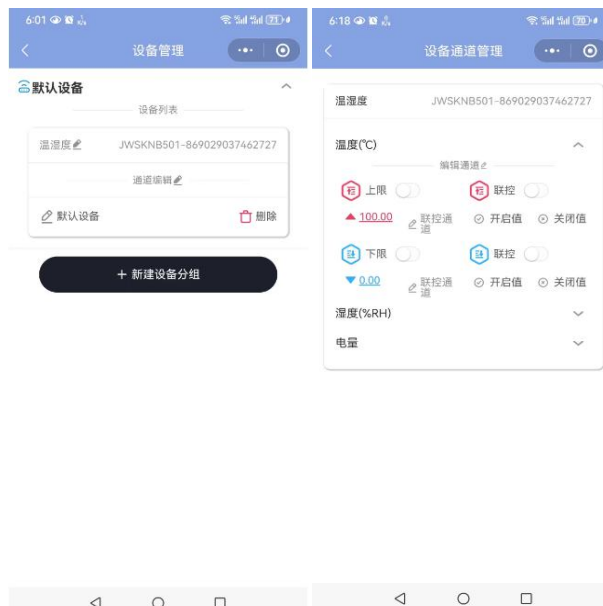 6:01
71
设备管理
默认设备
设备列表
温湿度 JWSKNB501-869029037462727
通道编辑
默认设备 删除
+ 新建设备分组
6:18
70
设备通道管理
温湿度 JWSKNB501-869029037462727
温度(℃)
编辑通道
上限 联控
100.00 联控通道 开启值 关闭值
下限 联控
0.00 联控通道 开启值 关闭值
湿度(%RH)
电量